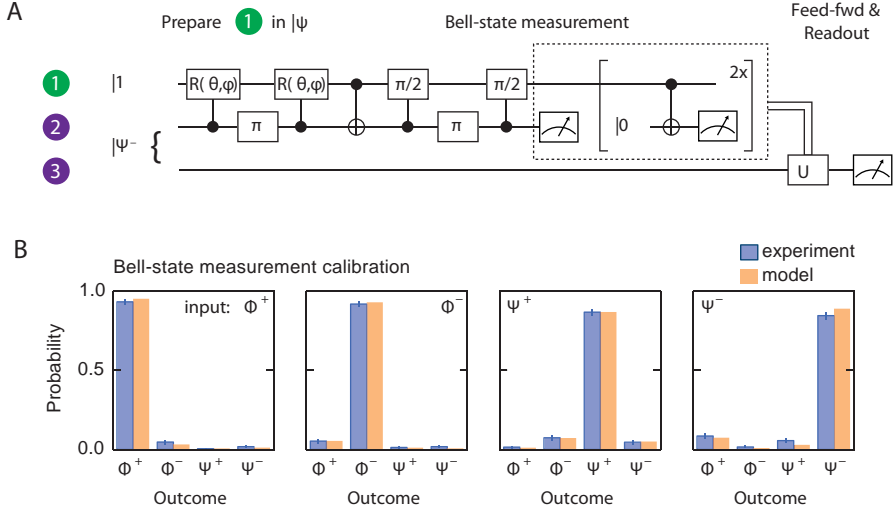 A
Prepare 1 in |ψ
Bell-state measurement
Feed-fwd &
Readout
1 |1 R(θ,φ) R(θ,φ) π/2 π/2 2x
2 π π |0
|Ψ⁻ {
3 U
B
Bell-state measurement calibration
experiment
model
Probability
1.0
0.5
0.0
input: Φ⁺
Φ⁻
Ψ⁺
Ψ⁻
Φ⁺ Φ⁻ Ψ⁺ Ψ⁻
Φ⁺ Φ⁻ Ψ⁺ Ψ⁻
Φ⁺ Φ⁻ Ψ⁺ Ψ⁻
Φ⁺ Φ⁻ Ψ⁺ Ψ⁻
Outcome
Outcome
Outcome
Outcome